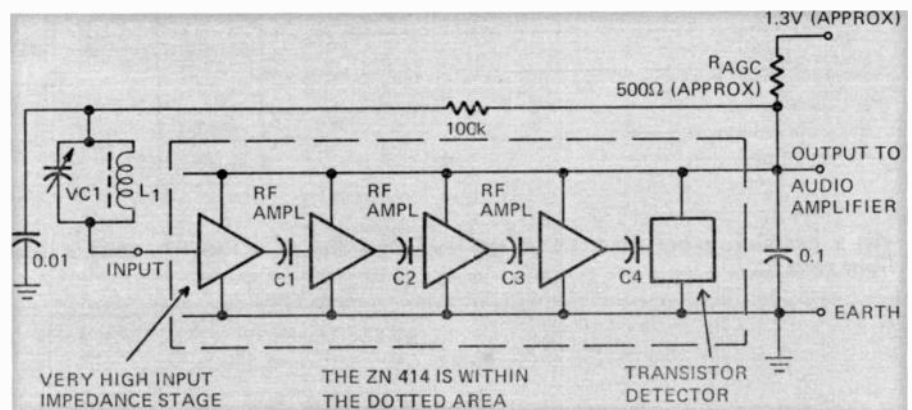 1.3V (APPROX)
RAGC
500Ω (APPROX)
100k
VC1
L1
0.01
INPUT
RF
AMPL
RF
AMPL
RF
AMPL
C1
C2
C3
C4
OUTPUT TO
AUDIO
AMPLIFIER
0.1
EARTH
VERY HIGH INPUT
IMPEDANCE STAGE
THE ZN 414 IS WITHIN
THE DOTTED AREA
TRANSISTOR
DETECTOR